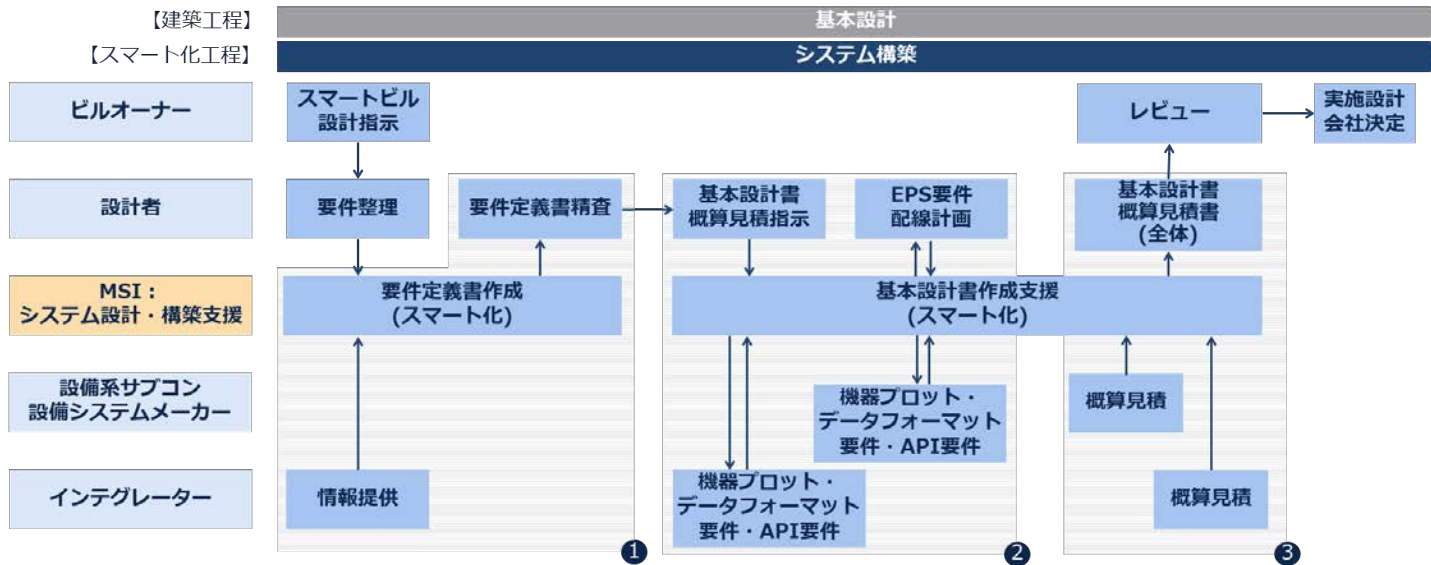 【建築工程】
基本設計
【スマート化工程】
システム構築
ビルオーナー
スマートビル
設計指示
レビュー
実施設計
会社決定
設計者
要件整理
要件定義書精査
基本設計書
概算見積指示
EPS要件
配線計画
基本設計書
概算見積書
(全体)
MSI：
システム設計・構築支援
要件定義書作成
(スマート化)
基本設計書作成支援
(スマート化)
設備系サブコン
設備システムメーカー
機器プロット・
データフォーマット
要件・API要件
概算見積
インテグレーター
情報提供
機器プロット・
データフォーマット
要件・API要件
概算見積
1
2
3